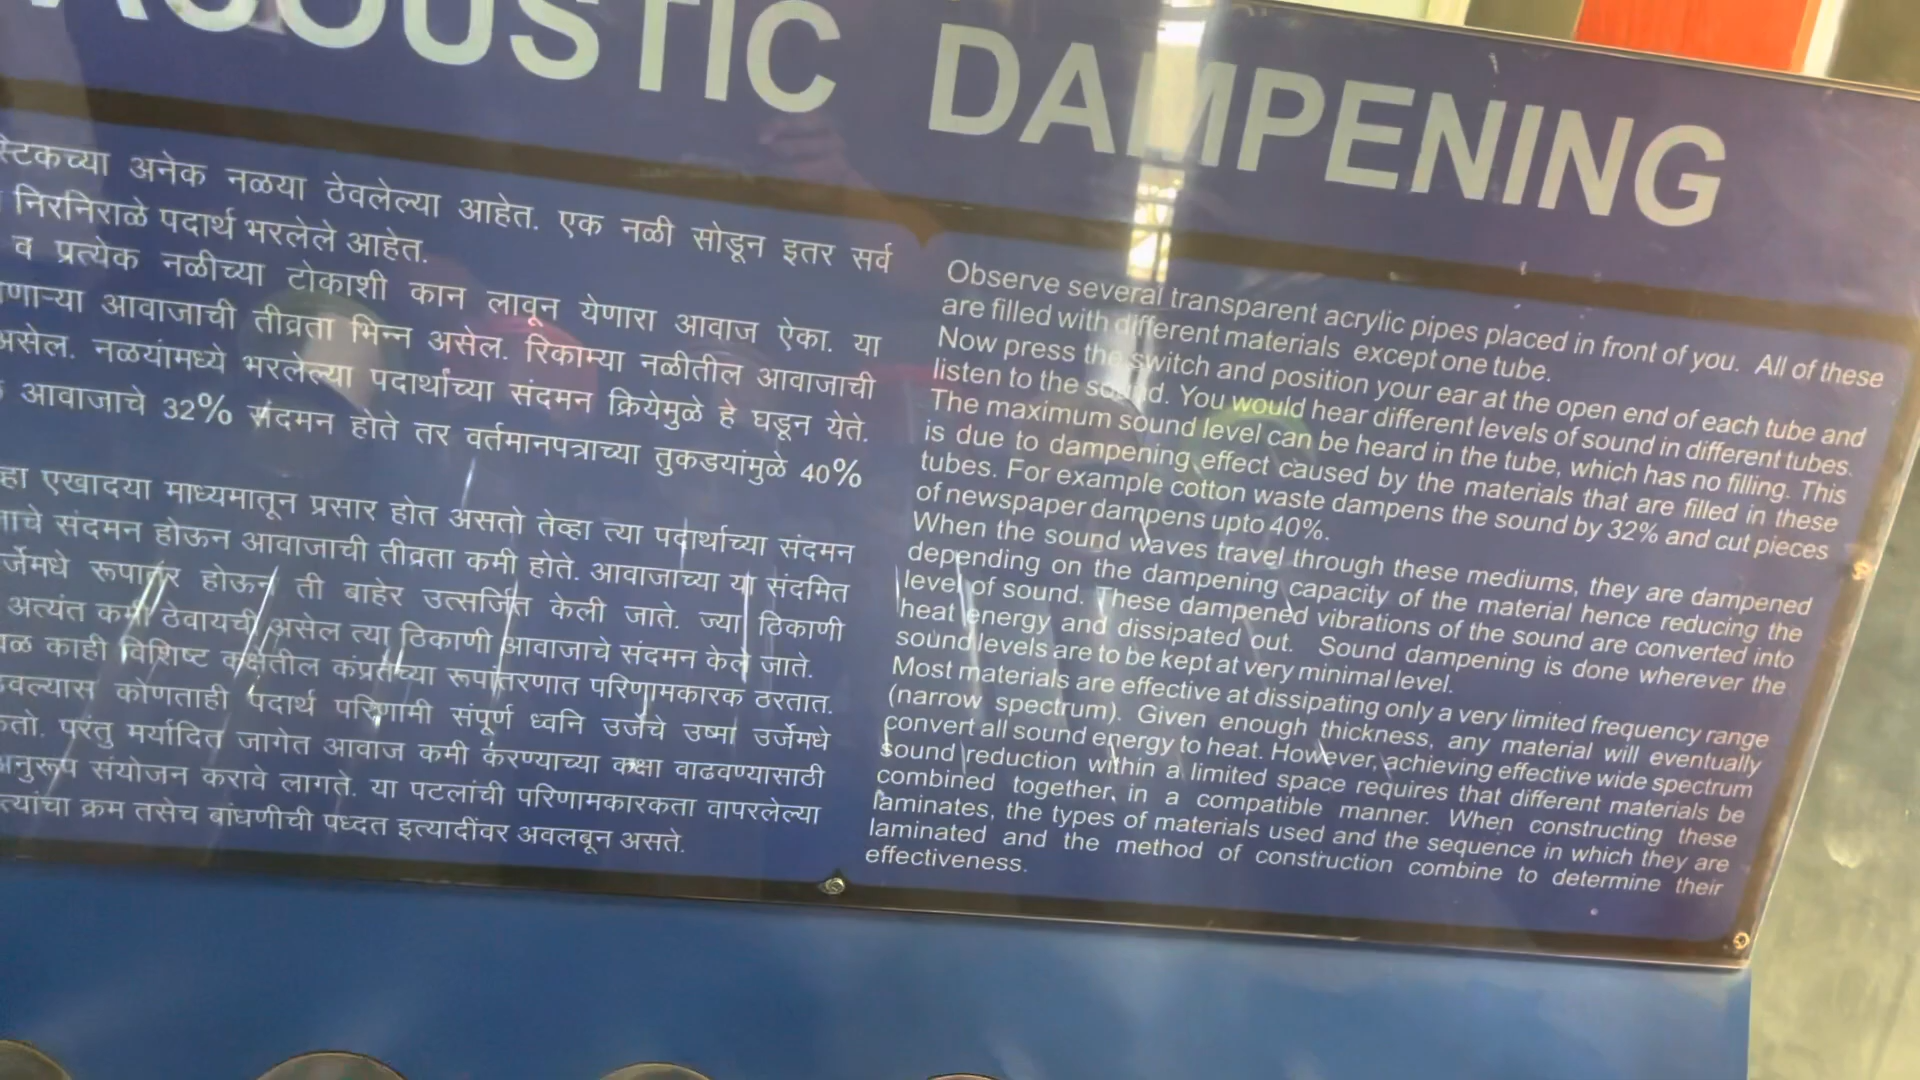 ACOUSTIC DAMPENING
अनेक नळया ठेवलेल्या आहेत. एक नळी सोडून इतर सर्व
निरनिराळे पदार्थ भरलेले आहेत.
व प्रत्येक नळीच्या टोकाशी कान लावून येणारा आवाज ऐका. या
आवाजाची तीव्रता भिन्न असेल. रिकाम्या नळीतील आवाजाची
असेल. नळयांमध्ये भरलेल्या पदार्थांच्या संदमन क्रियेमुळे हे घडून येते.
आवाजाचे 32% संदमन होते तर वर्तमानपत्राच्या तुकडयांमुळे 40%
एखादया माध्यमातून प्रसार होत असतो तेव्हा त्या पदार्थाच्या संदमन
संदमन होऊन आवाजाची तीव्रता कमी होते. आवाजाच्या या संदमित
रूपांतर होऊन ती बाहेर उत्सर्जित केली जाते. ज्या ठिकाणी
अत्यंत कमी ठेवायची असेल त्या ठिकाणी आवाजाचे संदमन केले जाते.
काही विशिष्ट कक्षेतील कंप्रतेच्या रूपांतरणात परिणामकारक ठरतात.
कोणताही पदार्थ परिणामी संपूर्ण ध्वनि उर्जेचे उष्मा उर्जेमधे
परंतु मर्यादित जागेत आवाज कमी करण्याच्या कक्षा वाढवण्यासाठी
संयोजन करावे लागते. या पटलांची परिणामकारकता वापरलेल्या
त्यांचा क्रम तसेच बांधणीची पध्दत इत्यादींवर अवलबून असते.
Observe several transparent acrylic pipes placed in front of you. All of these
are filled with different materials except one tube.
Now press the switch and position your ear at the open end of each tube and
listen to the sound. You would hear different levels of sound in different tubes.
The maximum sound level can be heard in the tube, which has no filling. This
is due to dampening effect caused by the materials that are filled in these
tubes. For example cotton waste dampens the sound by 32% and cut pieces
of newspaper dampens upto 40%.
When the sound waves travel through these mediums, they are dampened
depending on the dampening capacity of the material hence reducing the
level of sound. These dampened vibrations of the sound are converted into
heat energy and dissipated out. Sound dampening is done wherever the
sound levels are to be kept at very minimal level.
Most materials are effective at dissipating only a very limited frequency range
(narrow spectrum). Given enough thickness, any material will eventually
convert all sound energy to heat. However, achieving effective wide spectrum
sound reduction within a limited space requires that different materials be
combined together, in a compatible manner. When constructing these
laminates, the types of materials used and the sequence in which they are
laminated and the method of construction combine to determine their
effectiveness.